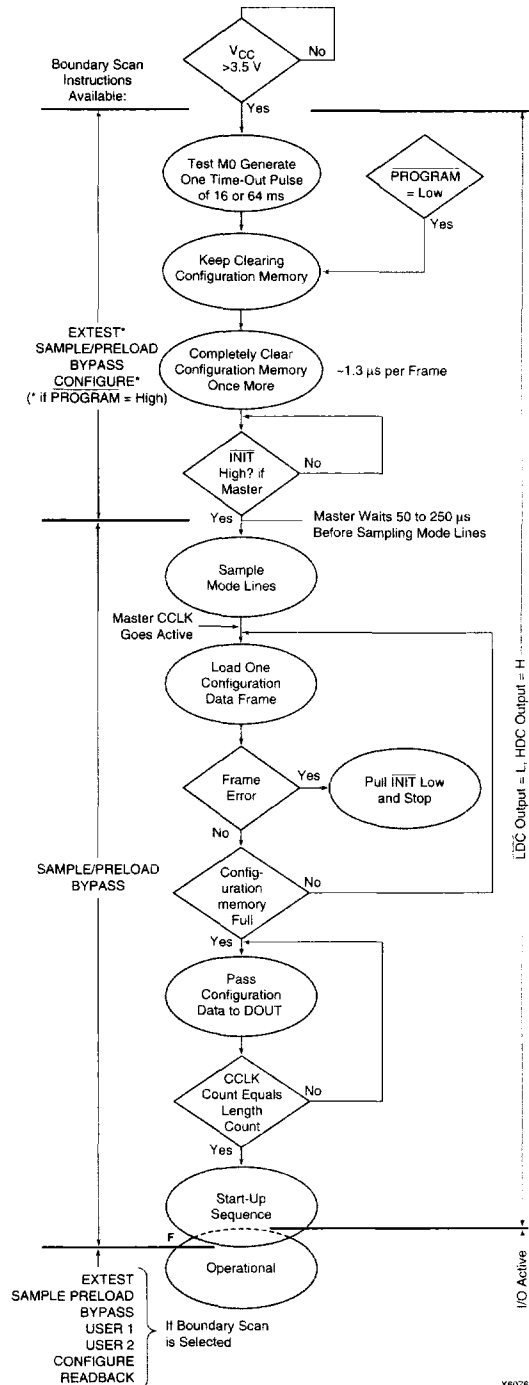 Boundary Scan
Instructions
Available:
VCC
>3.5 V
No
Yes
Test M0 Generate
One Time-Out Pulse
of 16 or 64 ms
PROGRAM
= Low
Yes
Keep Clearing
Configuration Memory
EXTEST*
SAMPLE/PRELOAD
BYPASS
CONFIGURE*
(* if PROGRAM = High)
Completely Clear
Configuration Memory
Once More
~1.3 µs per Frame
INIT
High? if
Master
No
Yes
Master Waits 50 to 250 µs
Before Sampling Mode Lines
Sample
Mode Lines
Master CCLK
Goes Active
Load One
Configuration
Data Frame
Frame
Error
Yes
No
Pull INIT Low
and Stop
LDC Output = L, HDC Output = H
SAMPLE/PRELOAD
BYPASS
Config-
uration
memory
Full
No
Yes
Pass
Configuration
Data to DOUT
CCLK
Count Equals
Length
Count
No
Yes
Start-Up
Sequence
F
Operational
I/O Active
EXTEST
SAMPLE PRELOAD
BYPASS
USER 1
USER 2
CONFIGURE
READBACK
If Boundary Scan
is Selected
X6076